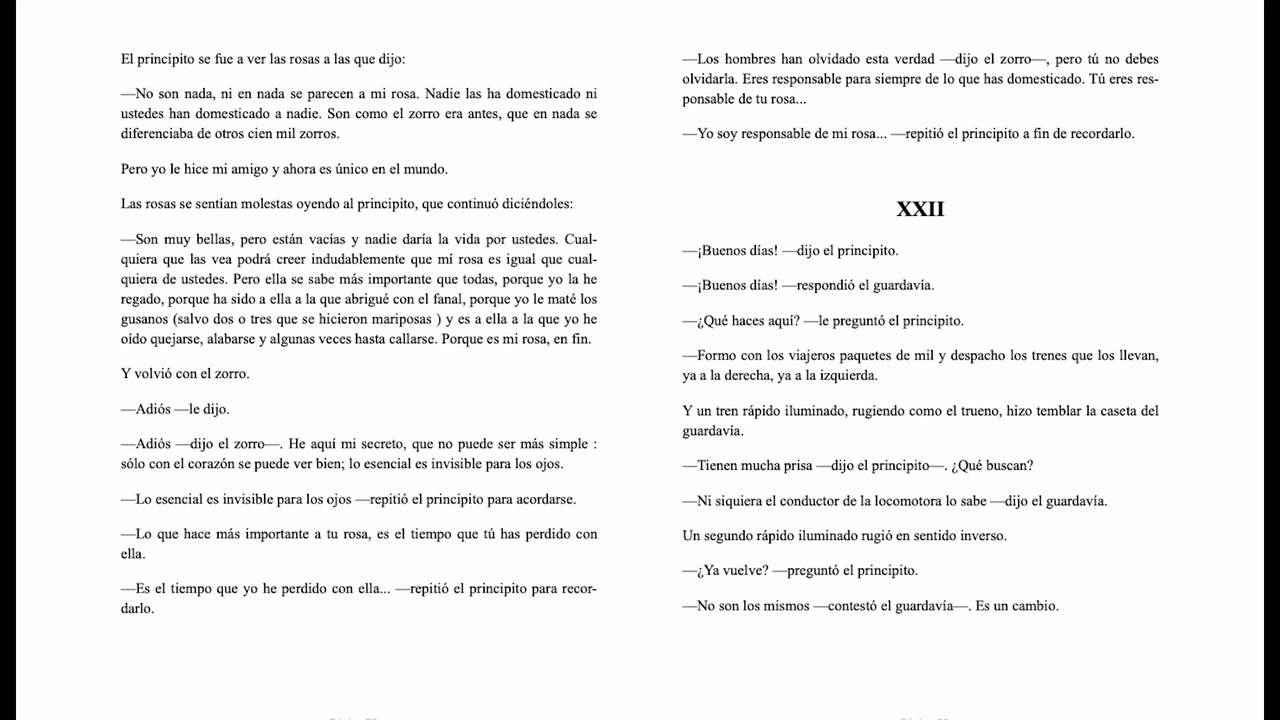 El principito se fue a ver las rosas a las que dijo:
—No son nada, ni en nada se parecen a mi rosa. Nadie las ha domesticado ni
ustedes han domesticado a nadie. Son como el zorro era antes, que en nada se
diferenciaba de otros cien mil zorros.
Pero yo le hice mi amigo y ahora es único en el mundo.
Las rosas se sentían molestas oyendo al principito, que continuó diciéndoles:
—Son muy bellas, pero están vacías y nadie daría la vida por ustedes. Cual-
quiera que las vea podrá creer indudablemente que mí rosa es igual que cual-
quiera de ustedes. Pero ella se sabe más importante que todas, porque yo la he
regado, porque ha sido a ella a la que abrigué con el fanal, porque yo le maté los
gusanos (salvo dos o tres que se hicieron mariposas ) y es a ella a la que yo he
oído quejarse, alabarse y algunas veces hasta callarse. Porque es mi rosa, en fin.
Y volvió con el zorro.
—Adiós —le dijo.
—Adiós —dijo el zorro—. He aquí mi secreto, que no puede ser más simple :
sólo con el corazón se puede ver bien; lo esencial es invisible para los ojos.
—Lo esencial es invisible para los ojos —repitió el principito para acordarse.
—Lo que hace más importante a tu rosa, es el tiempo que tú has perdido con
ella.
—Es el tiempo que yo he perdido con ella... —repitió el principito para recor-
darlo.
—Los hombres han olvidado esta verdad —dijo el zorro—, pero tú no debes
olvidarla. Eres responsable para siempre de lo que has domesticado. Tú eres res-
ponsable de tu rosa...
—Yo soy responsable de mi rosa... —repitió el principito a fin de recordarlo.
XXII
—¡Buenos días! —dijo el principito.
—¡Buenos días! —respondió el guardavía.
—¿Qué haces aquí? —le preguntó el principito.
—Formo con los viajeros paquetes de mil y despacho los trenes que los llevan,
ya a la derecha, ya a la izquierda.
Y un tren rápido iluminado, rugiendo como el trueno, hizo temblar la caseta del
guardavía.
—Tienen mucha prisa —dijo el principito—. ¿Qué buscan?
—Ni siquiera el conductor de la locomotora lo sabe —dijo el guardavía.
Un segundo rápido iluminado rugió en sentido inverso.
—¿Ya vuelve? —preguntó el principito.
—No son los mismos —contestó el guardavía—. Es un cambio.